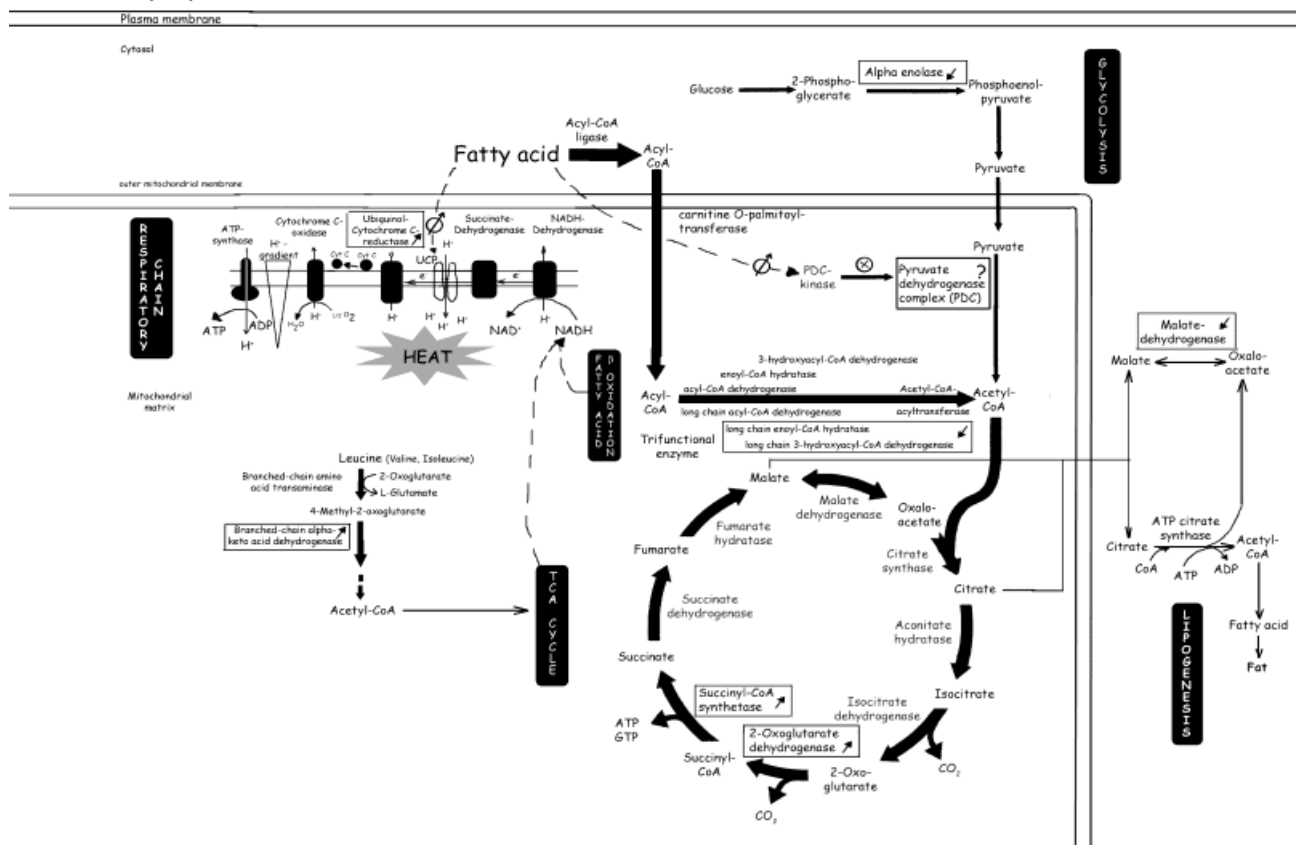 Plasma membrane
Cytosol
GLYCOLYSIS
Glucose
2-Phospho-
glycerate
Alpha enolase
Phosphoenol-
pyruvate
Pyruvate
Acyl-CoA
ligase
Fatty acid
Acyl-
CoA
outer mitochondrial membrane
RESPIRATORY
CHAIN
ATP-
synthase
H⁺-
gradient
Cytochrome C-
oxidase
Cyt C
Cyt C
Ubiquinol-
Cytochrome C-
reductase
Succinate-
Dehydrogenase
NADH-
Dehydrogenase
H⁺
UCP
e⁻
e⁻
Q
ATP
ADP
H⁺
H₂O
H⁺
1/2 O₂
H⁺
H⁺
H⁺
H⁺
NAD⁺
H⁺
NADH
HEAT
carnitine O-palmitoyl-
transferase
PDC-
kinase
Pyruvate
Pyruvate
dehydrogenase
complex (PDC)
?
Mitochondrial
matrix
FATTY ACID
β OXIDATION
3-hydroxyacyl-CoA dehydrogenase
enoyl-CoA hydratase
acyl-CoA dehydrogenase
Acetyl-CoA-
Acyl-
CoA
Acetyl-
CoA
long chain acyl-CoA dehydrogenase
acyltransferase
Trifunctional
enzyme
long chain enoyl-CoA hydratase
long chain 3-hydroxyacyl-CoA dehydrogenase
Malate-
dehydrogenase
Malate
Oxalo-
acetate
Leucine (Valine, Isoleucine)
Branched-chain amino
acid transaminase
2-Oxoglutarate
L-Glutamate
4-Methyl-2-oxoglutarate
Branched-chain alpha-
keto acid dehydrogenase
Acetyl-CoA
TCA CYCLE
Malate
Malate
dehydrogenase
Oxalo-
acetate
Fumarate
hydratase
Fumarate
Citrate
synthase
Citrate
Succinate
dehydrogenase
Aconitate
hydratase
Succinate
Isocitrate
Succinyl-CoA
synthetase
Isocitrate
dehydrogenase
ATP
GTP
2-Oxoglutarate
dehydrogenase
Succinyl-
CoA
2-Oxo-
glutarate
CO₂
CO₂
ATP citrate
synthase
Citrate
Acetyl-
CoA
CoA
ATP
ADP
LIPOGENESIS
Fatty acid
Fat